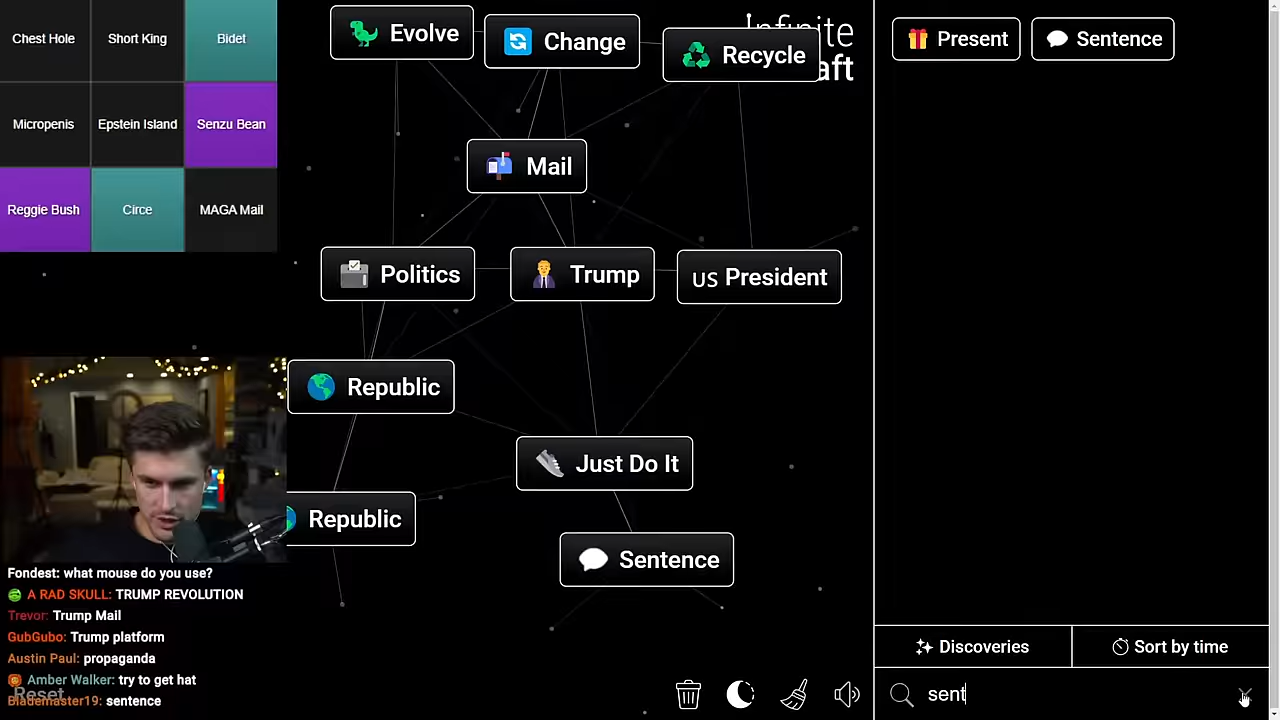 Chest Hole
Short King
Bidet
Micropenis
Epstein Island
Senzu Bean
Reggie Bush
Circe
MAGA Mail
Evolve
Change
Recycle
Infinite
aft
Mail
Politics
Trump
US President
Republic
Just Do It
Republic
Sentence
Present
Sentence
Fondest: what mouse do you use?
A RAD SKULL: TRUMP REVOLUTION
Trevor: Trump Mail
GubGubo: Trump platform
Austin Paul: propaganda
Amber Walker: try to get hat
Reset
Blademaster19: sentence
Discoveries
Sort by time
sent